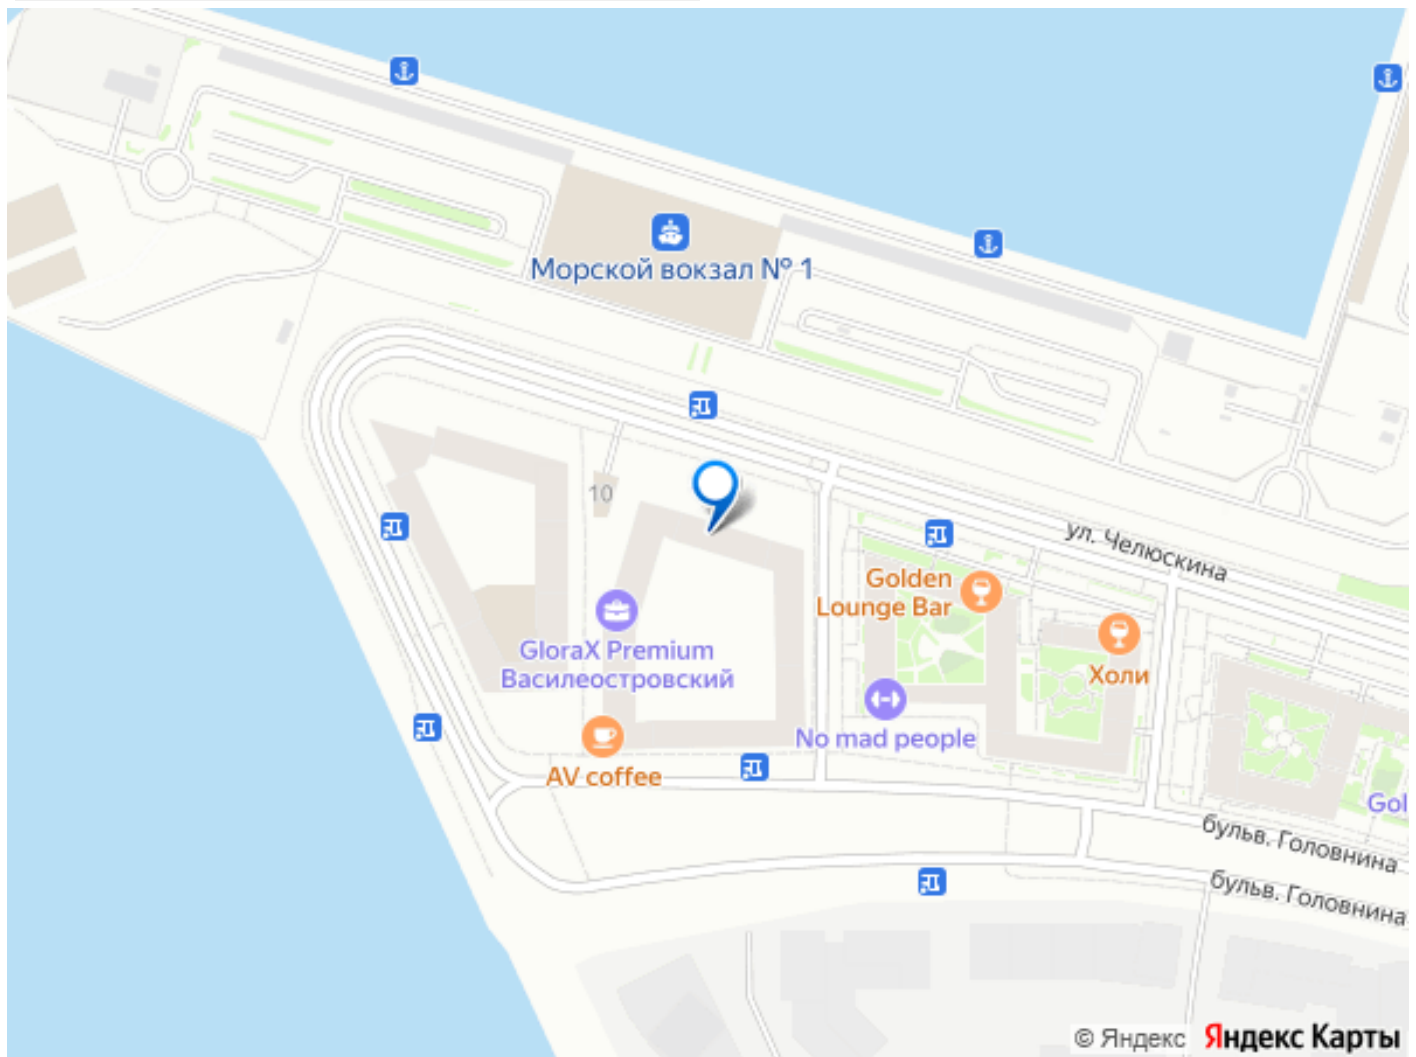 Морской вокзал № 1
10
ул. Челюскина
Golden
Lounge Bar
Холи
GloraX Premium
Василеостровский
No mad people
AV coffee
Gol
бульв. Головнина
бульв. Головнина
© Яндекс Яндекс Карты